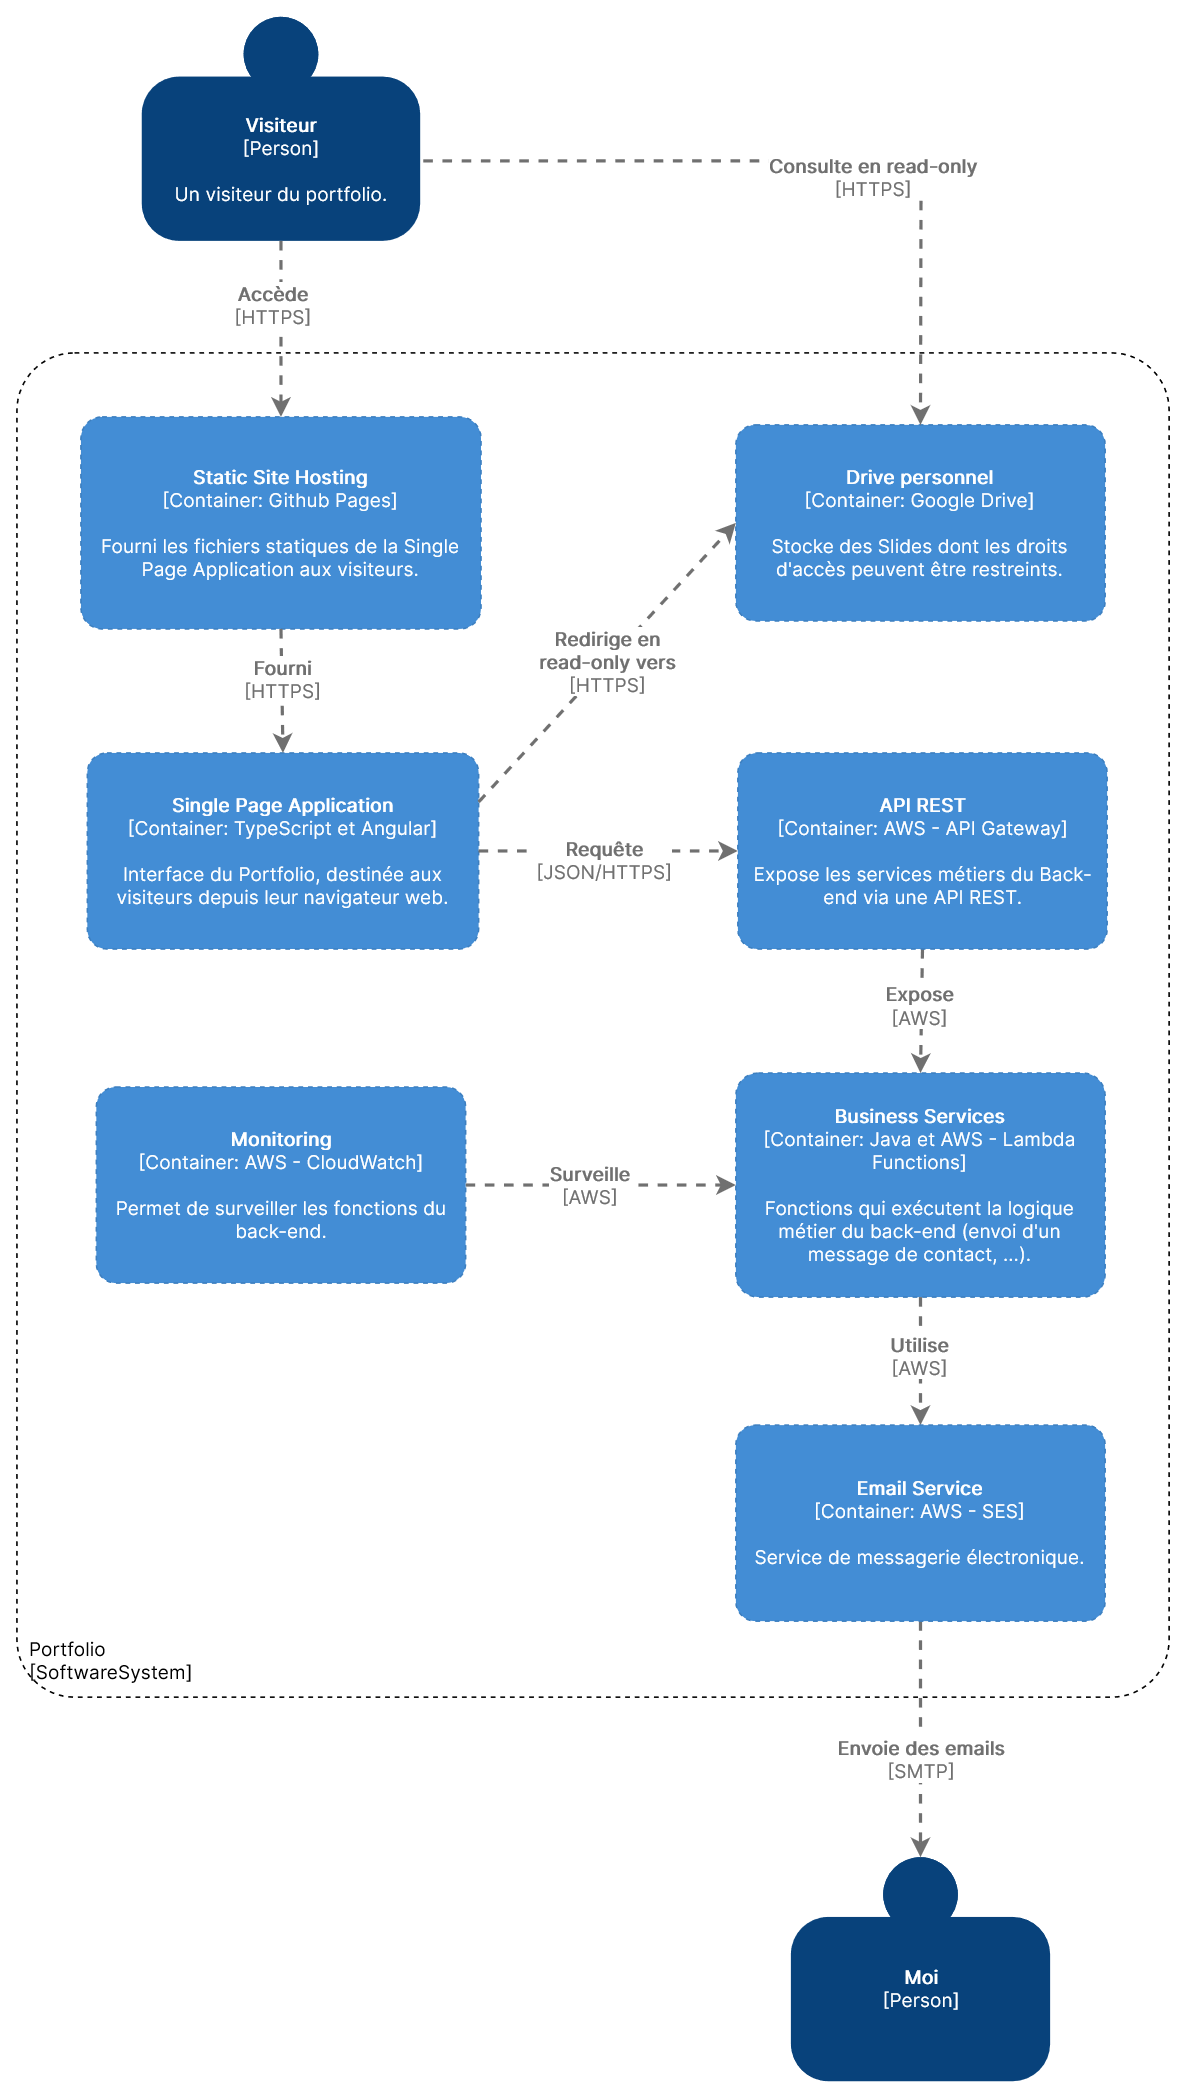 Visiteur
[Person]
Un visiteur du portfolio.
Consulte en read-only
[HTTPS]
Accède
[HTTPS]
Static Site Hosting
[Container: Github Pages]
Fourni les fichiers statiques de la Single
Page Application aux visiteurs.
Drive personnel
[Container: Google Drive]
Stocke des Slides dont les droits
d'accès peuvent être restreints.
Redirige en
read-only vers
[HTTPS]
Fourni
[HTTPS]
Single Page Application
[Container: TypeScript et Angular]
Interface du Portfolio, destinée aux
visiteurs depuis leur navigateur web.
Requête
[JSON/HTTPS]
API REST
[Container: AWS - API Gateway]
Expose les services métiers du Back-
end via une API REST.
Expose
[AWS]
Monitoring
[Container: AWS - CloudWatch]
Permet de surveiller les fonctions du
back-end.
Surveille
[AWS]
Business Services
[Container: Java et AWS - Lambda
Functions]
Fonctions qui exécutent la logique
métier du back-end (envoi d'un
message de contact, ...).
Utilise
[AWS]
Email Service
[Container: AWS - SES]
Service de messagerie électronique.
Portfolio
[SoftwareSystem]
Envoie des emails
[SMTP]
Moi
[Person]